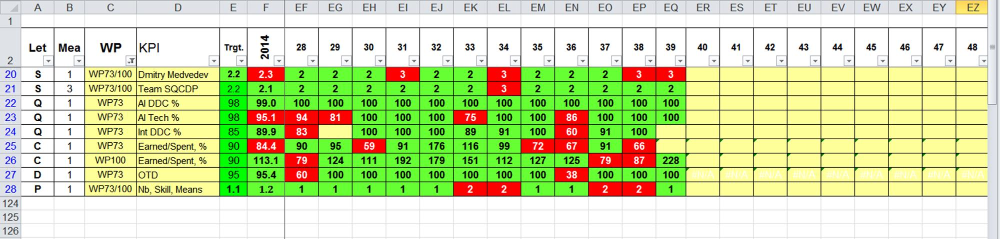 A B C D E F EF EG EH EI EJ EK EL EM EN EO EP EQ ER ES ET EU EV EW EX EY EZ
1
2 Let Mea WP KPI Trgt. 2014 28 29 30 31 32 33 34 35 36 37 38 39 40 41 42 43 44 45 46 47 48
20 S 1 WP73/100 Dmitry Medvedev 2.2 2.3 2 2 2 3 2 2 3 2 2 2 3 3
21 S 3 WP73/100 Team SQCDP 2.2 2.1 2 2 2 2 2 2 3 2 2 2 2 2
22 Q 1 WP73 AI DDC % 98 99.0 100 100 100 100 100 100 100 100 100 100 100 100
23 Q 1 WP73 AI Tech % 98 95.1 94 81 100 100 100 75 100 100 86 100 100 100
24 Q 1 WP73 Int DDC % 85 89.9 83 100 100 100 89 91 100 60 91 100
25 C 1 WP73 Earned/Spent, % 90 84.4 90 95 59 91 176 116 99 72 67 91 66
26 C 1 WP100 Earned/Spent, % 90 113.1 79 124 111 192 179 151 112 127 125 79 87 228
27 D 1 WP73 OTD 95 95.4 60 100 100 100 100 100 100 100 38 100 100 100 #N/A #N/A #N/A #N/A #N/A #N/A #N/A #N/A #N/A
28 P 1 WP73/100 Nb, Skill, Means 1.1 1.2 1 1 1 1 1 2 2 1 1 2 2 1
124
125
126